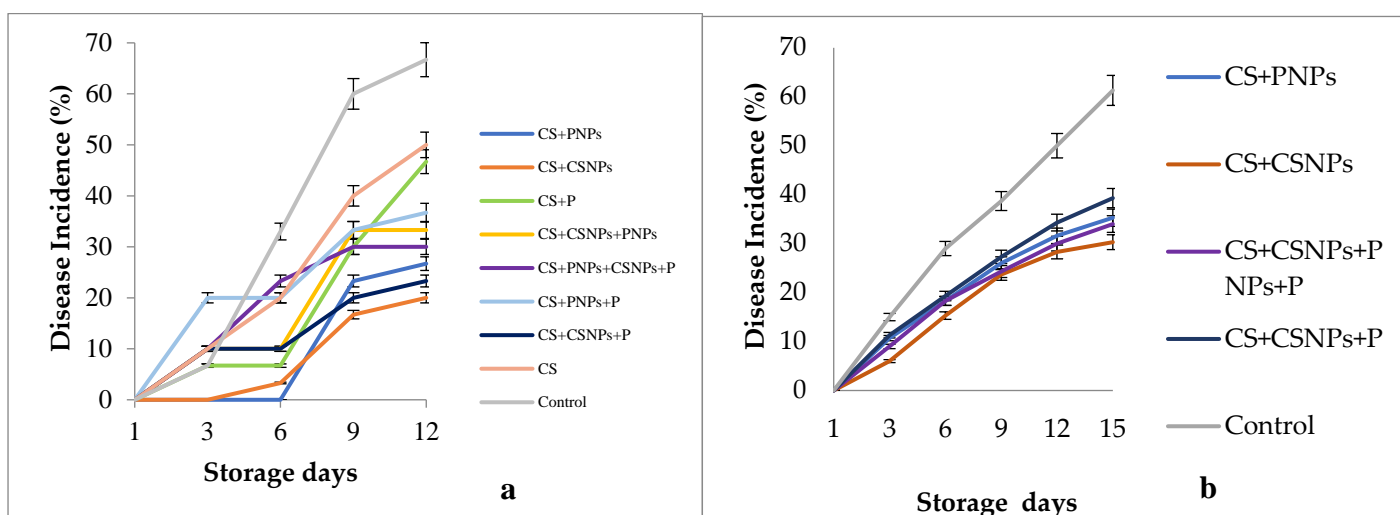 70
60
50
40
30
20
10
0
Disease Incidence (%)
1 3 6 9 12
Storage days
a
CS+PNPs
CS+CSNPs
CS+P
CS+CSNPs+PNPs
CS+PNPs+CSNPs+P
CS+PNPs+P
CS+CSNPs+P
CS
Control
70
60
50
40
30
20
10
0
Disease Incidence (%)
1 3 6 9 12 15
Storage days
b
CS+PNPs
CS+CSNPs
CS+CSNPs+P
NPs+P
CS+CSNPs+P
Control